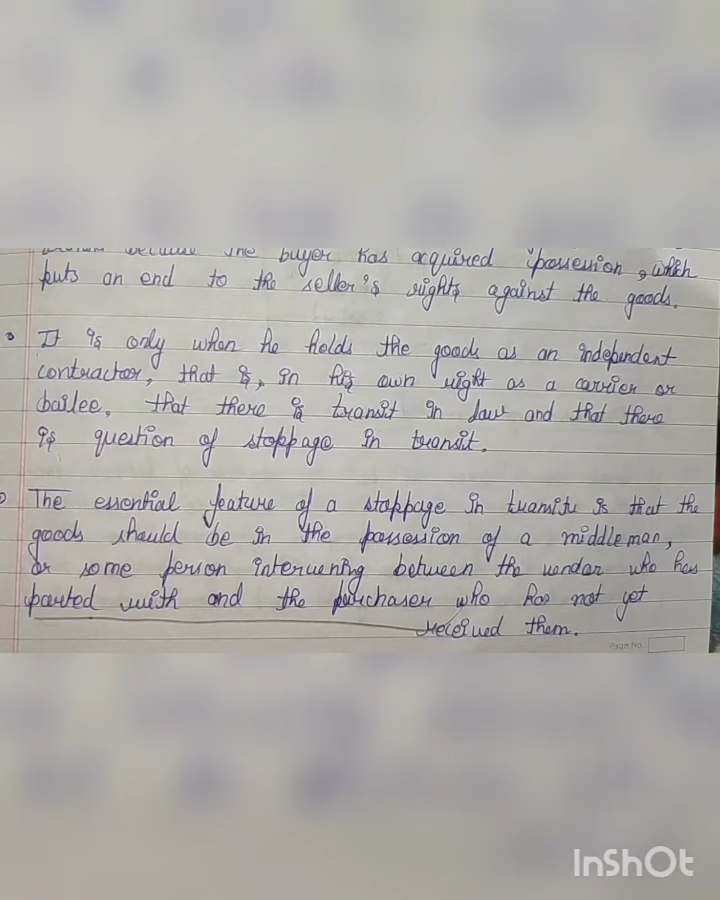 because the buyer has acquired possession, which
puts an end to the seller's rights against the goods.
It is only when he holds the goods as an independent
contractor, that is, in his own right as a carrier or
bailee, that there is transit in law and that there
is question of stoppage in transit.
The essential feature of a stoppage in transitu is that the
goods should be in the possession of a middleman,
or some person intervening between the vendor who has
parted with and the purchaser who has not yet
received them.
Page No.
InShOt